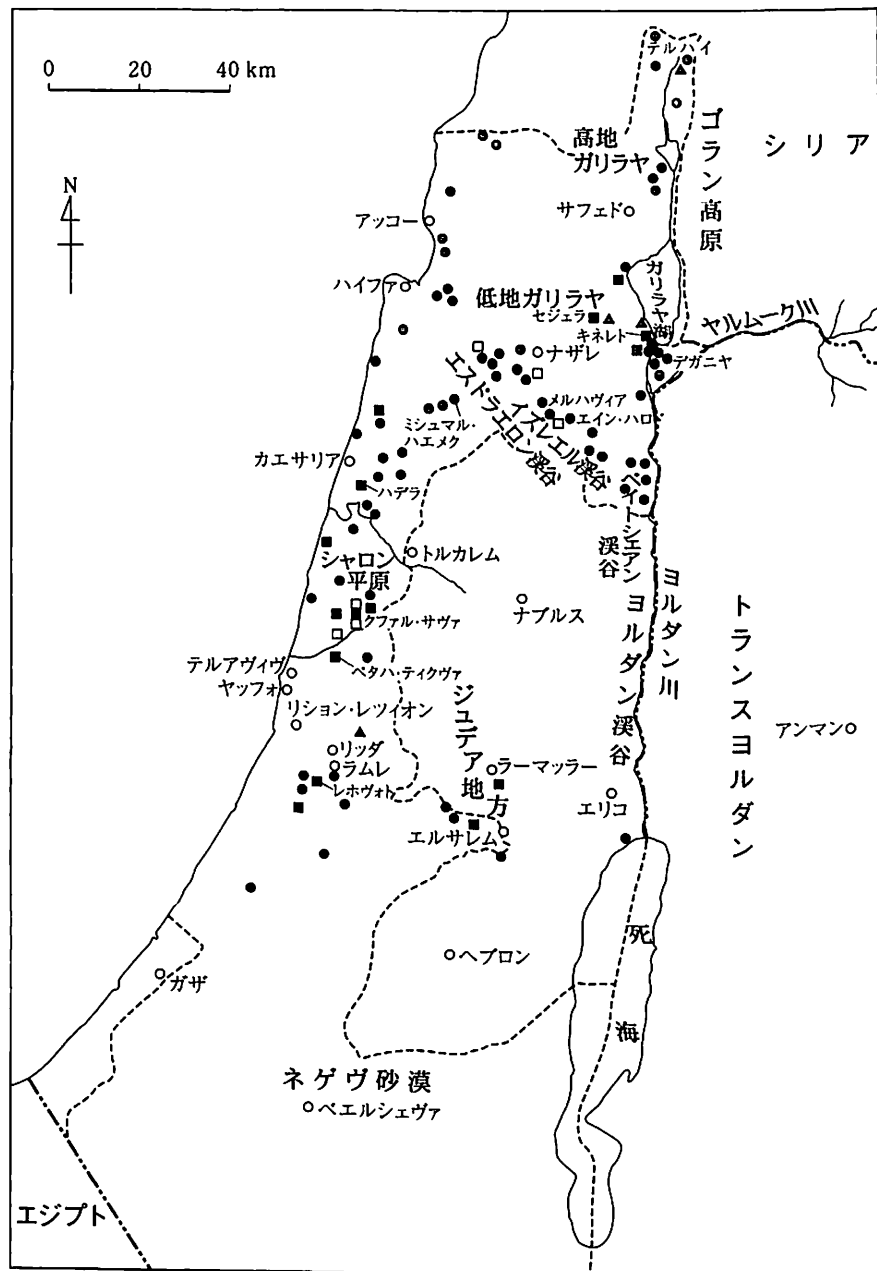 0 20 40 km
N
テルハイ
高地
ガリラヤ
ゴラン高原
シリア
サフェド
アッコー
ハイファ
低地ガリラヤ
ガリラヤ湖
セジェラ
キネレト
ヤルムーク川
ナザレ
デガニヤ
エスドラエロン渓谷
イズレエル渓谷
メルハヴィア
エイン・ハロド
ミシュマル・
ハエメク
カエサリア
ハデラ
ベイトシェアン
渓谷
トルカレム
シャロン
平原
ナブルス
クファル・サヴァ
ヨルダン渓谷
ヨルダン川
トランスヨルダン
テルアヴィヴ
ヤッフォ
ペタハ・ティクヴァ
リション・レツィオン
ジュデア地方
アンマン
リッダ
ラムレ
ラーマッラー
レホヴォト
エリコ
エルサレム
ヘブロン
死海
ガザ
ネゲヴ砂漠
ベエルシェヴァ
エジプト